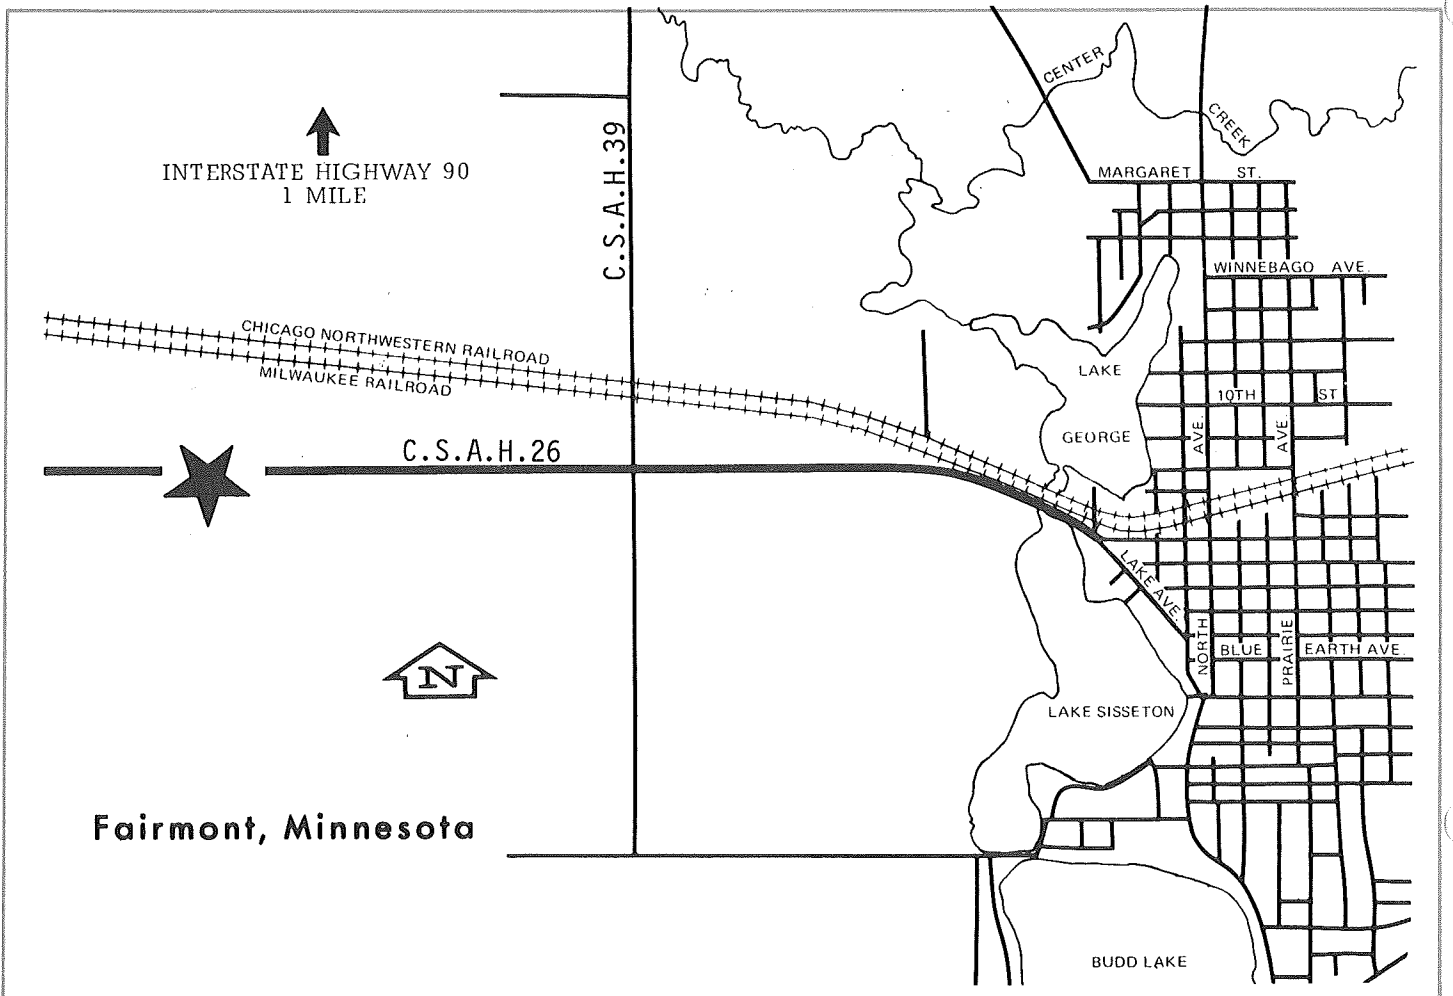 CENTER
CREEK
C.S.A.H.39
INTERSTATE HIGHWAY 90
1 MILE
MARGARET ST.
WINNEBAGO AVE.
CHICAGO NORTHWESTERN RAILROAD
MILWAUKEE RAILROAD
LAKE
GEORGE
10TH ST
AVE.
AVE.
C.S.A.H.26
LAKE AVE.
NORTH
BLUE EARTH AVE.
PRAIRIE
N
LAKE SISSETON
Fairmont, Minnesota
BUDD LAKE